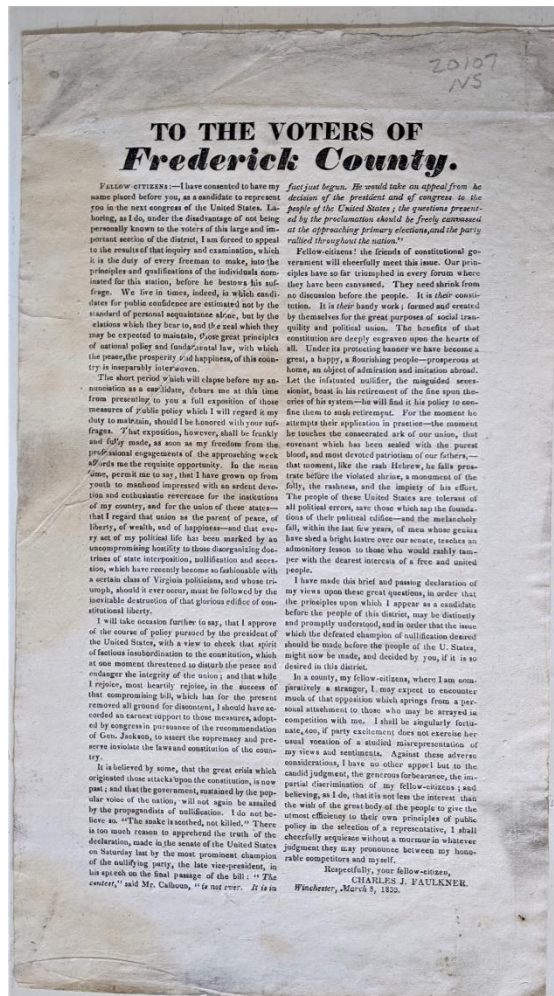 20107
NS
TO THE VOTERS OF
Frederick County.
FELLOW-CITIZENS:—I have consented to have my
name placed before you, as a candidate to represent
you in the next congress of the United States. La-
boring, as I do, under the disadvantage of not being
personally known to the voters of this large and im-
portant section of the district, I am forced to appeal
to the results of that inquiry and examination, which
it is the duty of every freeman to make, into the
principles and qualifications of the individuals nom-
inated for this station, before he bestows his suf-
frage. We live in times, indeed, in which candi-
dates for public confidence are estimated not by the
standard of personal acquaintance alone, but by the
relations which they bear to, and the zeal which they
may be expected to maintain, those great principles
of national policy and fundamental law, with which
the peace, the prosperity and happiness, of this coun-
try is inseparably interwoven.
The short period which will elapse before my an-
nunciation as a candidate, debars me at this time
from presenting to you a full exposition of those
measures of public policy which I will regard it my
duty to maintain, should be honored with your suf-
frages. That exposition, however, shall be frankly
and fully made, as soon as my freedom from the
professional engagements of the approaching week
affords me the requisite opportunity. In the mean
time, permit me to say, that I have grown up from
youth to manhood impressed with an ardent devo-
tion and enthusiastic reverence for the institutions
of my country, and for the union of these states—
that I regard that union as the parent of peace, of
liberty, of wealth, and of happiness—and that eve-
ry act of my political life has been marked by an
uncompromising hostility to those disorganizing doc-
trines of state interposition, nullification and seces-
sion, which have recently become so fashionable with
a certain class of Virginia politicians, and whose tri-
umph, should it ever occur, must be followed by the
inevitable destruction of that glorious edifice of con-
stitutional liberty.
I will take occasion further to say, that I approve
of the course of policy pursued by the president of
the United States, with a view to check that spirit
of factious insubordination to the constitution, which
at one moment threatened to disturb the peace and
endanger the integrity of the union; and that while
I rejoice, most heartily rejoice, in the success of
that compromising bill, which has for the present
removed all ground for discontent, I should have ac-
corded an earnest support to those measures, adopt-
ed by congress in pursuance of the recommendation
of Gen. Jackson, to assert the supremacy and pre-
serve inviolate the laws and constitution of the coun-
try.
It is believed by some, that the great crisis which
originated those attacks upon the constitution, is now
past; and that the government, sustained by the pop-
ular voice of the nation, will not again be assailed
by the propagandists of nullification. I do not be-
lieve so. "The snake is scotched, not killed." There
is too much reason to apprehend the truth of the
declaration, made in the senate of the United States
on Saturday last by the most prominent champion
of the nullifying party, the late vice-president, in
his speech on the final passage of the bill: "The
contest," said Mr. Calhoun, "is not over. It is in
fact just begun. He would take an appeal from he
decision of the president and of congress to the
people of the United States; the questions present-
ed by the proclamation should be freely canvassed
at the approaching primary elections, and the party
rallied throughout the nation."
Fellow-citizens! the friends of constitutional go-
vernment will cheerfully meet this issue. Our prin-
ciples have so far triumphed in every forum where
they have been canvassed. They need shrink from
no discussion before the people. It is their consti-
tution. It is their handy work; formed and created
by themselves for the great purposes of social tran-
quility and political union. The benefits of that
constitution are deeply engraven upon the hearts of
all. Under its protecting banner we have become a
great, a happy, a flourishing people—prosperous at
home, an object of admiration and imitation abroad.
Let the infatuated nullifier, the misguided seces-
sionist, boast in his retirement of the fine spun the-
ories of his system—he will find it his policy to con-
fine them to such retirement. For the moment he
attempts their application in practice—the moment
he touches the consecrated ark of our union, that
covenant which has been sealed with the purest
blood, and most devoted patriotism of our fathers,—
that moment, like the rash Hebrew, he falls pros-
trate before the violated shrine, a monument of the
folly, the rashness, and the impiety of his effort.
The people of these United States are tolerant of
all political errors, save those which sap the founda-
tions of their political edifice—and the melancholy
fall, within the last few years, of men whose genius
have shed a bright lustre over our senate, teaches an
admonitory lesson to those who would rashly tam-
per with the dearest interests of a free and united
people.
I have made this brief and passing declaration of
my views upon these great questions, in order that
the principles upon which I appear as a candidate
before the people of this district, may be distinctly
and promptly understood, and in order that the issue
which the defeated champion of nullification desired
should be made before the people of the U. States,
might now be made, and decided by you, if it is so
desired in this district.
In a county, my fellow-citizens, where I am com-
paratively a stranger, I may expect to encounter
much of that opposition which springs from a per-
sonal attachment to those who may be arrayed in
competition with me. I shall be singularly fortu-
nate, too, if party excitement does not exercise her
usual vocation of a studied misrepresentation of
my views and sentiments. Against these adverse
considerations, I have no other appeal but to the
candid judgment, the generous forbearance, the im-
partial discrimination of my fellow-citizens; and
believing, as I do, that it is not less the interest than
the wish of the great body of the people to give the
utmost efficiency to their own principles of public
policy in the selection of a representative, I shall
cheerfully acquiesce without a murmur in whatever
judgment they may pronounce between my hono-
rable competitors and myself.
Respectfully, your fellow-citizen,
CHARLES J. FAULKNER.
Winchester, March 8, 1833.